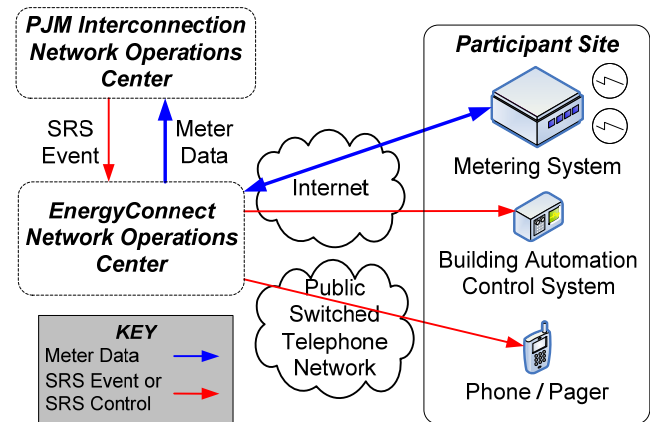 PJM Interconnection
Network Operations
Center
SRS
Event
Meter
Data
EnergyConnect
Network Operations
Center
Internet
Public
Switched
Telephone
Network
Participant Site
Metering System
Building Automation
Control System
Phone / Pager
KEY
Meter Data
SRS Event or
SRS Control